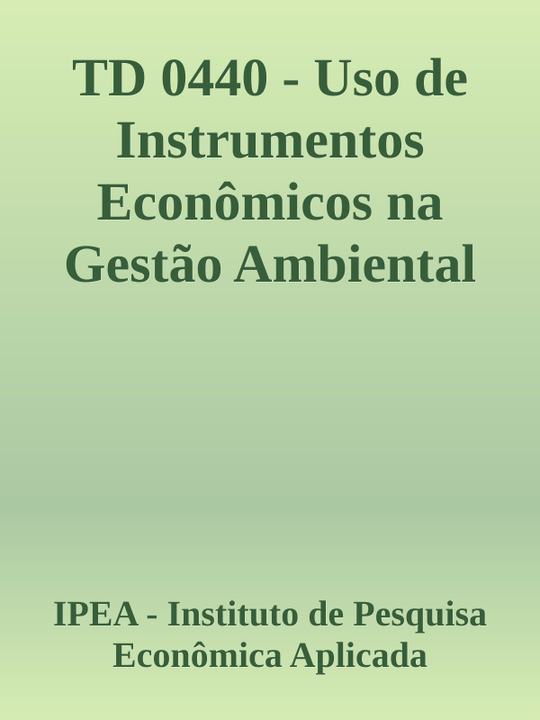 TD 0440 - Uso de
Instrumentos
Econômicos na
Gestão Ambiental
IPEA - Instituto de Pesquisa
Econômica Aplicada